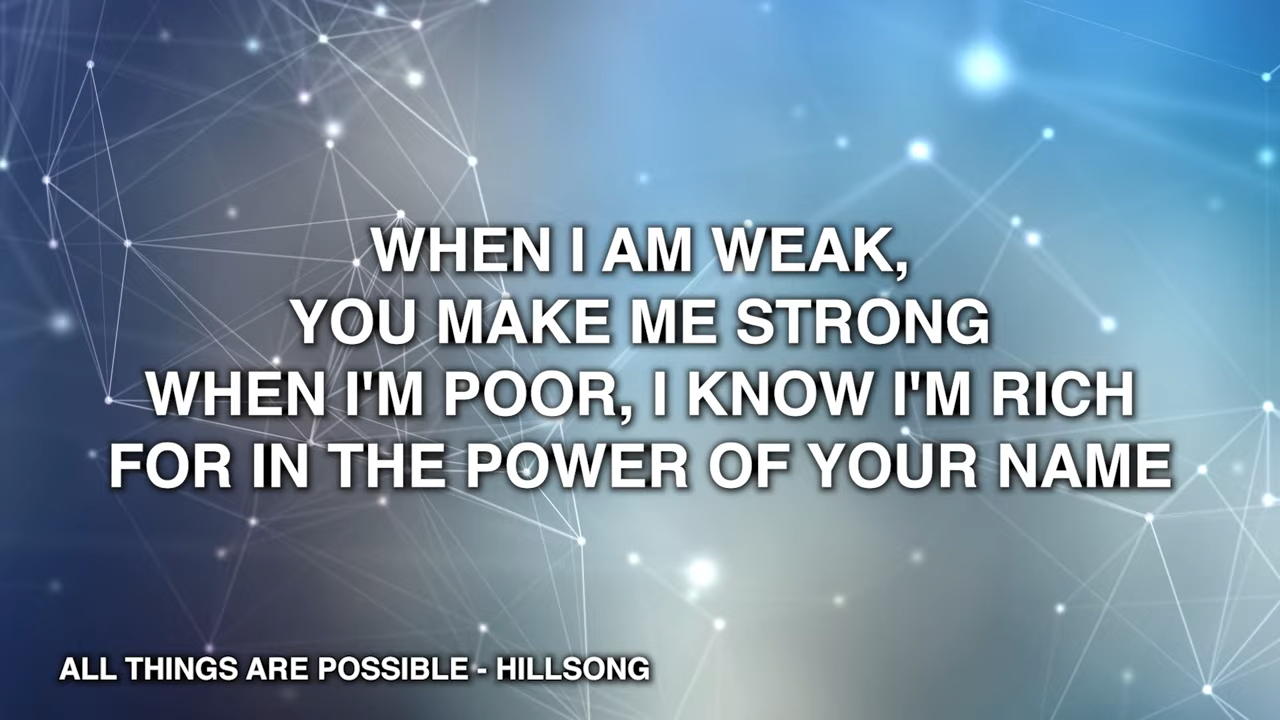 WHEN I AM WEAK,
YOU MAKE ME STRONG
WHEN I'M POOR, I KNOW I'M RICH
FOR IN THE POWER OF YOUR NAME
ALL THINGS ARE POSSIBLE - HILLSONG